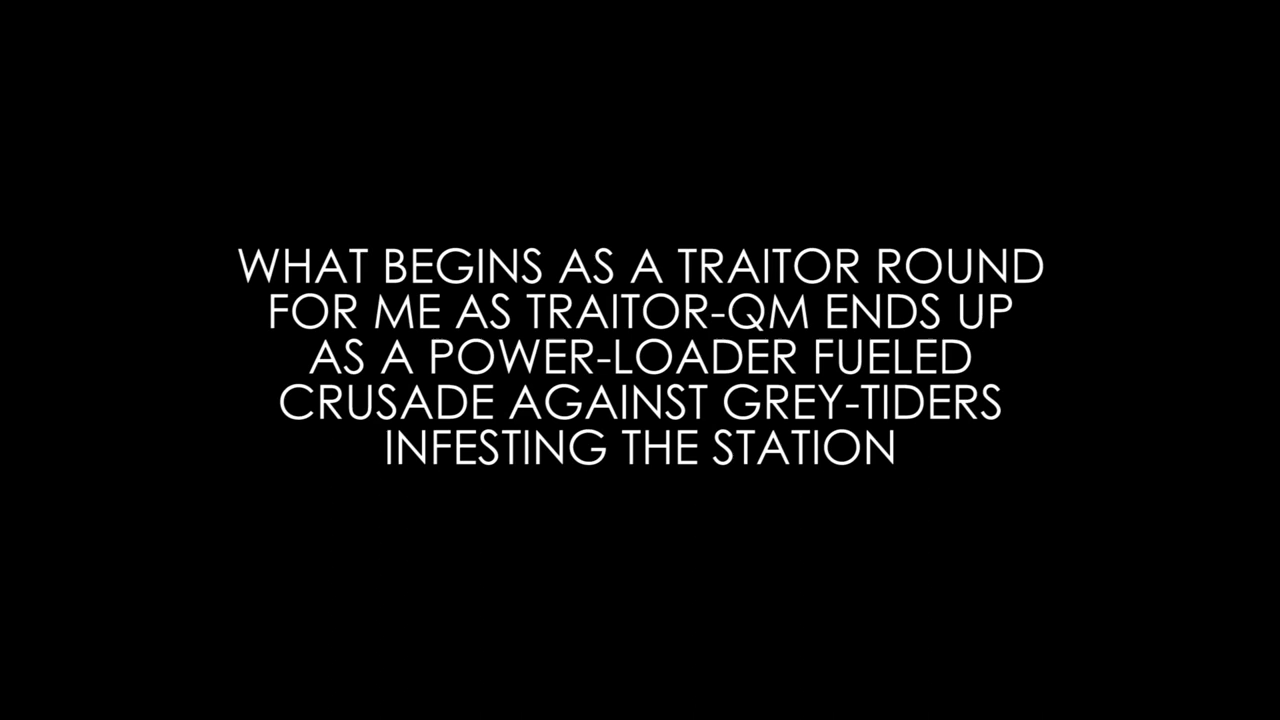 WHAT BEGINS AS A TRAITOR ROUND
FOR ME AS TRAITOR-QM ENDS UP
AS A POWER-LOADER FUELED
CRUSADE AGAINST GREY-TIDERS
INFESTING THE STATION